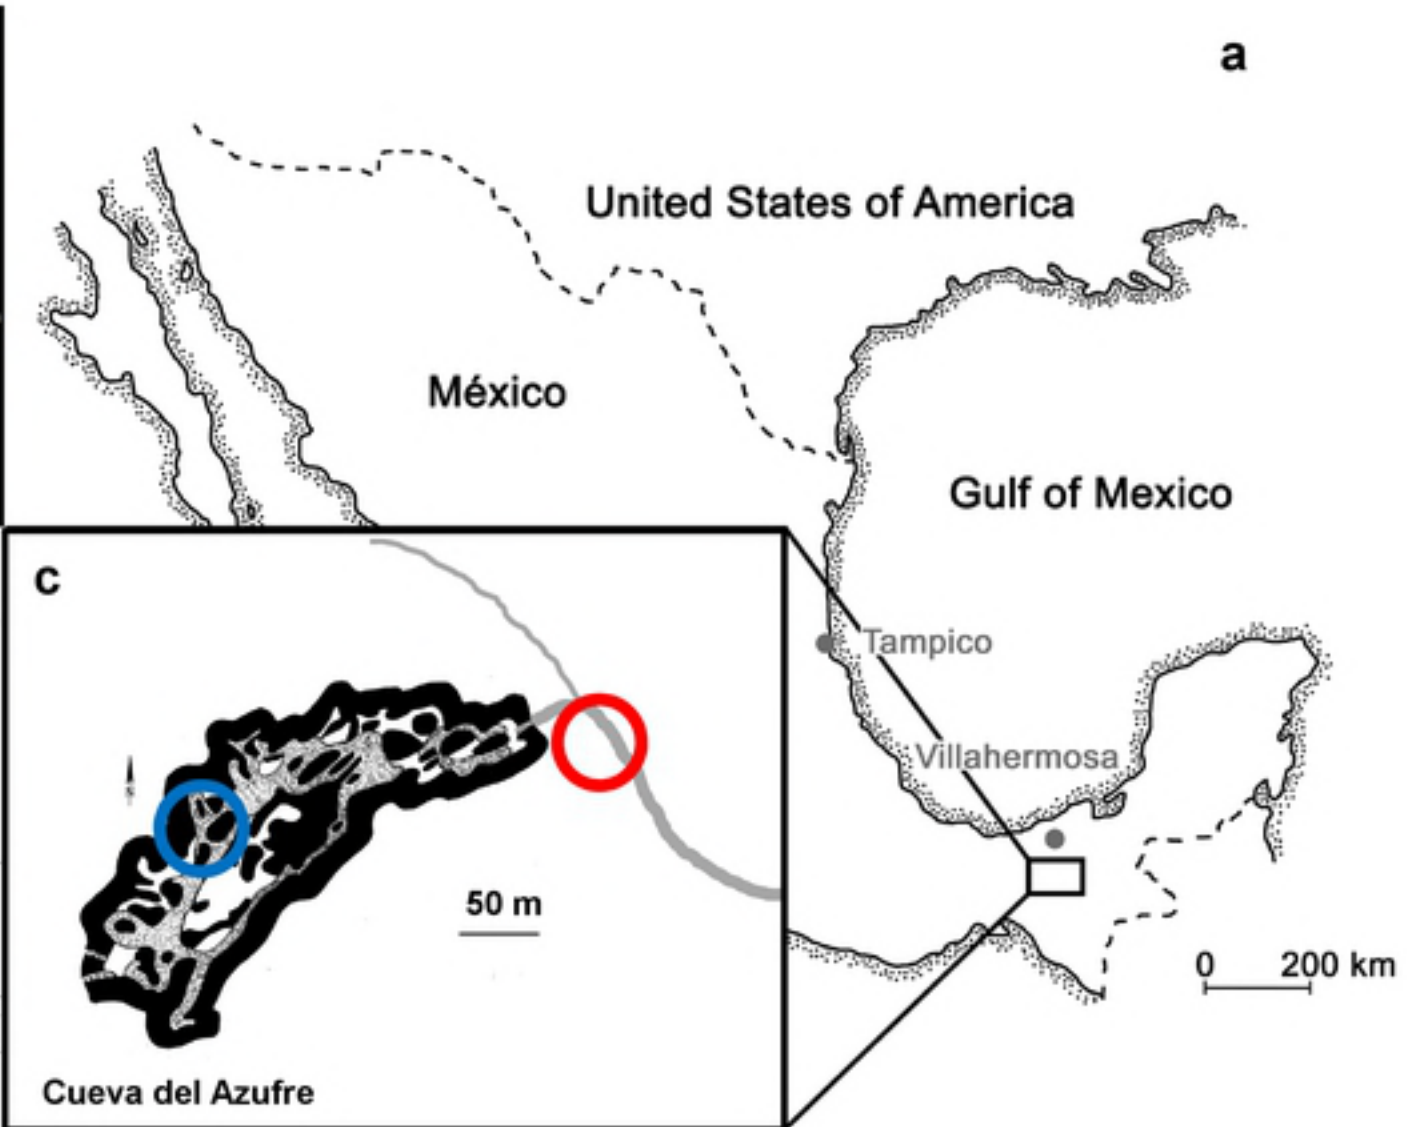 a
United States of America
México
Gulf of Mexico
c
Tampico
Villahermosa
50 m
0 200 km
Cueva del Azufre